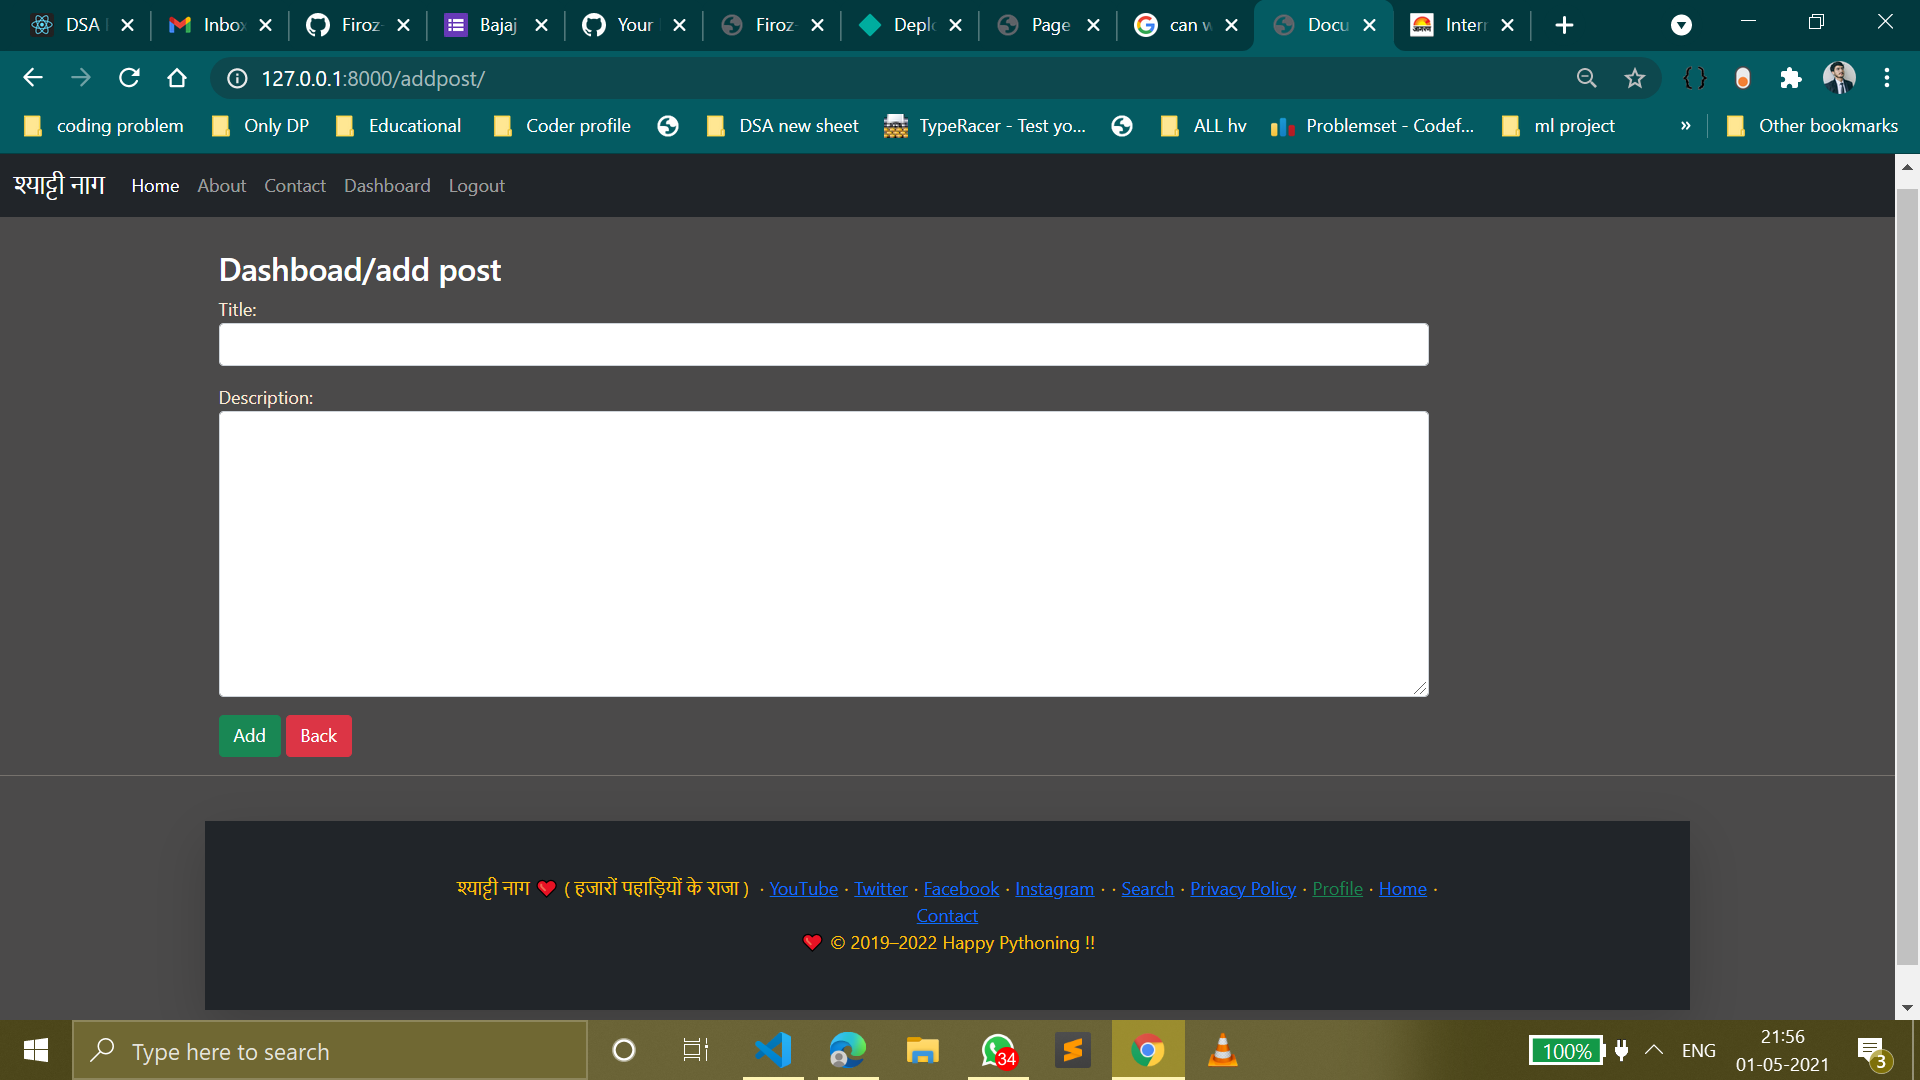 DSA Inbo Firoz- Bajaj Your Firoz- Deplo Page can w Docu Inter
127.0.0.1:8000/addpost/
coding problem Only DP Educational Coder profile DSA new sheet TypeRacer - Test yo... ALL hv Problemset - Codef... ml project » Other bookmarks
श्याट्टी नाग Home About Contact Dashboard Logout
Dashboad/add post
Title:
Description:
Add Back
श्याट्टी नाग ❤ ( हजारों पहाड़ियों के राजा ) · YouTube · Twitter · Facebook · Instagram · · Search · Privacy Policy · Profile · Home ·
Contact
❤ © 2019–2022 Happy Pythoning !!
Type here to search 34 100% ENG 21:56
01-05-2021 3